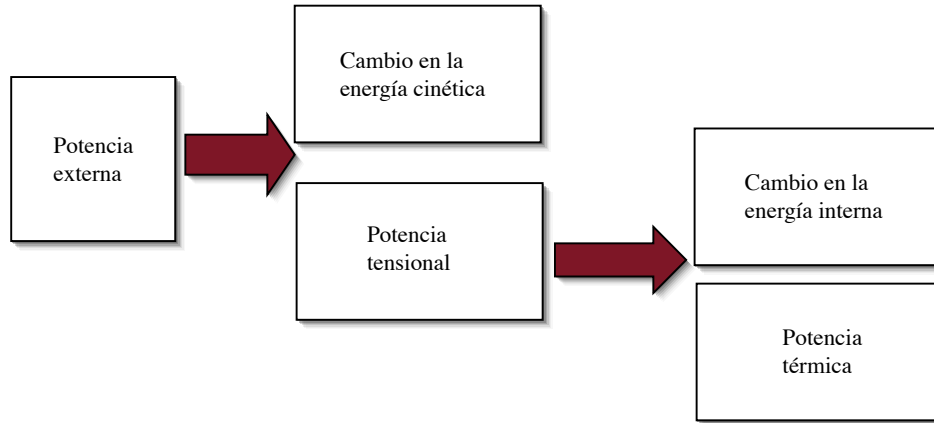 Potencia
externa
Cambio en la
energía cinética
Potencia
tensional
Cambio en la
energía interna
Potencia
térmica